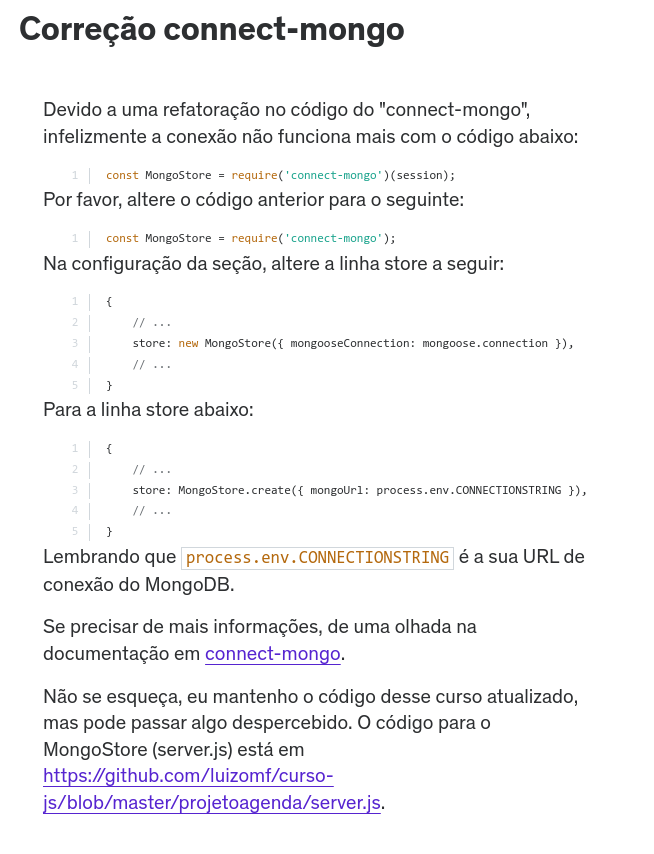 Correção connect-mongo
Devido a uma refatoração no código do "connect-mongo",
infelizmente a conexão não funciona mais com o código abaixo:
1 const MongoStore = require('connect-mongo')(session);
Por favor, altere o código anterior para o seguinte:
1 const MongoStore = require('connect-mongo');
Na configuração da seção, altere a linha store a seguir:
1 {
2 // ...
3 store: new MongoStore({ mongooseConnection: mongoose.connection }),
4 // ...
5 }
Para a linha store abaixo:
1 {
2 // ...
3 store: MongoStore.create({ mongoUrl: process.env.CONNECTIONSTRING }),
4 // ...
5 }
Lembrando que process.env.CONNECTIONSTRING é a sua URL de
conexão do MongoDB.
Se precisar de mais informações, de uma olhada na
documentação em connect-mongo.
Não se esqueça, eu mantenho o código desse curso atualizado,
mas pode passar algo despercebido. O código para o
MongoStore (server.js) está em
https://github.com/luizomf/curso-
js/blob/master/projetoagenda/server.js.